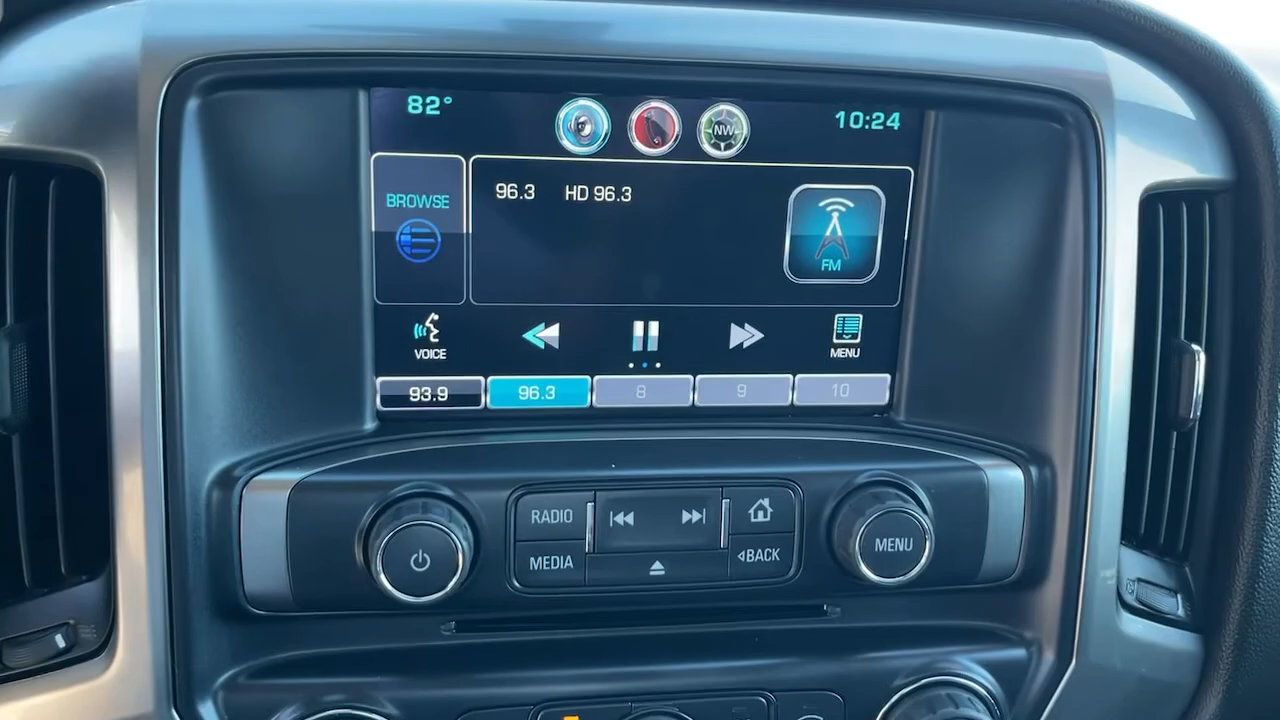 82° NW 10:24
BROWSE
96.3 HD 96.3
FM
VOICE
MENU
93.9 96.3 8 9 10
RADIO
MEDIA
BACK
MENU